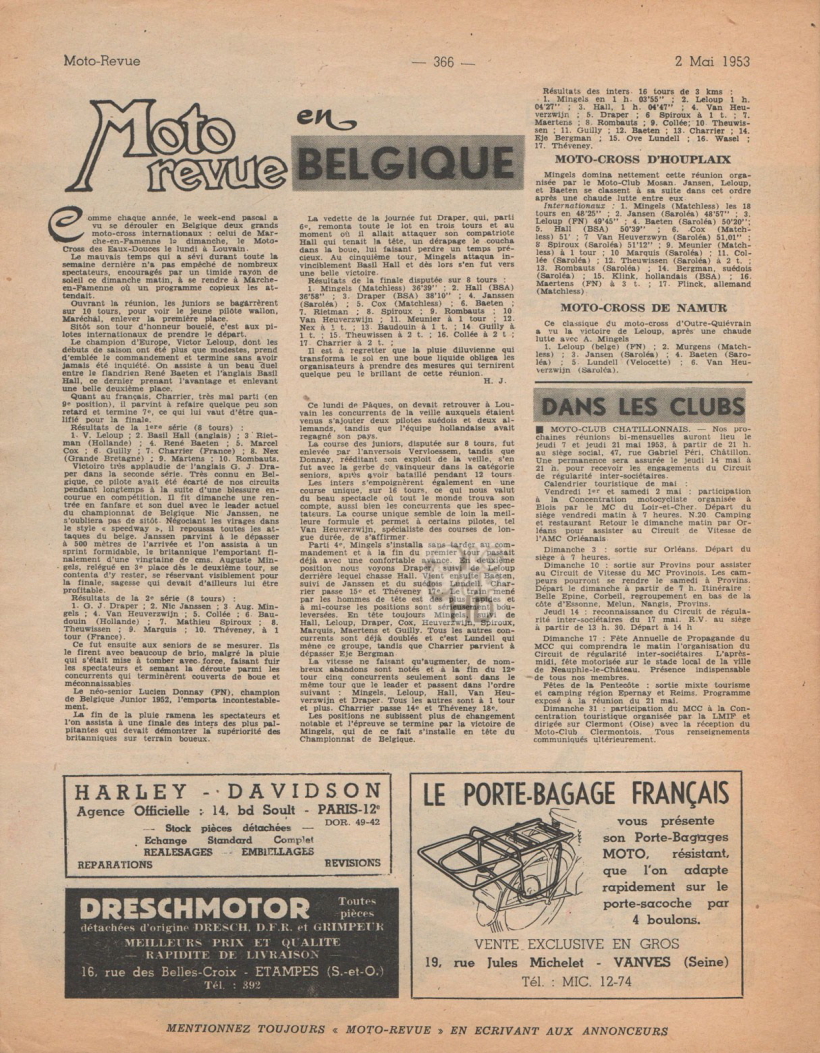 Moto-Revue
— 366 —
2 Mai 1953
Moto
revue
en
BELGIQUE
Comme chaque année, le week-end pascal a
vu se dérouler en Belgique deux grands
moto-cross internationaux : celui de Mar-
che-en-Famenne le dimanche, le Moto-
Cross des Eaux-Douces le lundi à Louvain.
Le mauvais temps qui a sévi durant toute la
semaine dernière n'a pas empêché de nombreux
spectateurs, encouragés par un timide rayon de
soleil ce dimanche matin, à se rendre à Marche-
en-Famenne où un programme copieux les at-
tendait.
Ouvrant la réunion, les juniors se bagarrèrent
sur 10 tours, pour voir le jeune pilote wallon,
Maréchal, enlever la première place.
Sitôt son tour d'honneur bouclé, c'est aux pi-
lotes internationaux de prendre le départ.
Le champion d'Europe, Victor Leloup, dont les
débuts de saison ont été plus que modestes, prend
d'emblée le commandement et termine sans avoir
jamais été inquiété. On assiste à un beau duel
entre le flandrien René Baeten et l'anglais Basil
Hall, ce dernier prenant l'avantage et enlevant
une belle deuxième place.
Quant au français, Charrier, très mal parti (en
9e position), il parvint à refaire quelque peu son
retard et termine 7e, ce qui lui vaut d'être qua-
lifié pour la finale.
Résultats de la 1ere série (8 tours) :
1. V. Leloup ; 2. Basil Hall (anglais) ; 3 Riet-
man (Hollande) ; 4. René Baeten ; 5. Marcel
Cox ; 6 Guilly ; 7. Charrier (France) ; 8. Nex
(Grande Bretagne) ; 9. Martens ; 10. Rombauts.
Victoire très applaudie de l'anglais G. J. Dra-
per dans la seconde série. Très connu en Bel-
gique, ce pilote avait été écarté de nos circuits
pendant longtemps à la suite d'une blessure en-
courue en compétition. Il fit dimanche une ren-
trée en fanfare et son duel avec le leader actuel
du championnat de Belgique Nic Jansen, ne
s'oubliera pas de sitôt. Négociant les virages dans
le style « speedway », il repoussa toutes les at-
taques du belge. Janssen parvint à le dépasser
à 500 mètres de l'arrivée et l'on assista à un
sprint formidable, le britannique l'emportant fi-
nalement d'une vingtaine de cms. Auguste Min-
gels, relégué en 3e place dès le deuxième tour, se
contenta d'y rester, se réservant visiblement pour
la finale, sagesse qui devait d'ailleurs lui être
profitable.
Résultats de la 2e série (8 tours) :
1. G. J. Draper ; 2. Nic Janssen ; 3 Aug. Min-
gels ; 4. Van Heurzwijn ; 5. Collée ; 6 Bau-
douin (Hollande) ; 7. Mathieu Spiroux ; 8.
Theuwissen ; 9. Marquis ; 10. Théveney, à 1
tour (France).
Ce fut ensuite aux seniors de se mesurer. Ils
le firent avec beaucoup de brio, malgré la pluie
qui s'était mise à tomber avec force, faisant fuir
les spectateurs et semant la déroute parmi les
concurrents qui terminèrent couverts de boue et
méconnaissables.
Le néo-senior Lucien Donnay (FN), champion
de Belgique Junior 1952, l'emporta incontestable-
ment.
La fin de la pluie ramena les spectateurs et
l'on assista à une finale des inters des plus pal-
pitantes qui devait démontrer la supériorité des
britanniques sur terrain boueux.
La vedette de la journée fut Draper, qui, parti
6e, remonta toute le lot en trois tours et au
moment où il allait attaquer son compatriote
Hall qui tenait la tête, un dérapage le coucha
dans la boue, lui faisant perdre un temps pré-
cieux. Au cinquième tour, Mingels attaqua in-
vinciblement Basil Hall et dès lors s'en fut vers
une belle victoire.
Résultats de la finale disputée sur 8 tours :
1. Mingels (Matchless) 36'39'' ; 2. Hall (BSA)
36'58'' ; 3. Draper (BSA) 38'10'' ; 4. Janssen
(Saroléa) ; 5. Cox (Matchless) ; 6. Baeten ;
7. Rietman ; 8. Spiroux ; 9. Rombauts ; 10
Van Heurverzwijn ; 11. Meunier à 1 tour ; 12.
Nex à 1 t. ; 13. Baudouin à 1 t. ; 14 Guilly à
1 t. ; 15. Theuwissen à 2 t. ; 16. Collée à 2 t. ;
17. Charrier à 2 t. ;
Il est à regretter que la pluie diluvienne qui
transforma le sol en une boue liquide obligea les
organisateurs à prendre des mesures qui ternirent
quelque peu le brillant de cette réunion.
H. J.
Ce lundi de Pâques, on devait retrouver à Lou-
vain les concurrents de la veille auxquels étaient
venus s'ajouter deux pilotes suédois et deux al-
lemands, tandis que l'équipe hollandaise avait
regagné son pays.
La course des juniors, disputée sur 8 tours, fut
enlevée par l'anversois Vervloessem, tandis que
Donnay, rééditant son exploit de la veille, s'en
fut avec la gerbe de vainqueur dans la catégorie
seniors, après avoir bataillé pendant 12 tours.
Les inters s'empoignèrent également en une
course unique, sur 16 tours, ce qui nous valut
du beau spectacle où tout le monde trouva son
compte, aussi bien les concurrents que les spec-
tateurs. La course unique semble de loin la meil-
leure formule et permet à certains pilotes, tel
Van Heurverzwijn, spécialiste des courses de lon-
gue durée, de s'affirmer.
Parti 4e, Mingels s'installa sans tarder au com-
mandement et à la fin du premier tour était
déjà avec une confortable avance. En deuxième
position nous voyons Draper suivi de Leloup
derrière lequel chasse Hall. Vient ensuite Baeten,
suivi de Janssen et du suédois Lundell. Char-
rier passe 15e et Théveney 17e. Le train mené
par les hommes de tête est des plus rapides et
à mi-course les positions sont sérieusement bou-
leversées. En tête toujours Mingels suivi de
Hall, Leloup, Draper, Cox, Heuverzwijn, Spiroux,
Marquis, Maertens et Guilly. Tous les autres con-
currents sont déjà doublés et c'est Lundell qui
mène ce groupe, tandis que Charrier parvient à
dépasser Eje Bergman
La vitesse ne faisant qu'augmenter, de nom-
breux abandons sont notés et à la fin du 12e
tour cinq concurrents seulement sont dans le
même tour que le leader et passent dans l'ordre
suivant : Mingels, Leloup, Hall, Van Heu-
verzwijn et Draper. Tous les autres sont à 1 tour
et plus. Charrier passe 14e et Théveney 18e.
Les positions ne subissent plus de changement
notable et l'épreuve se termine par la victoire de
Mingels, qui de ce fait s'installe en tête du
Championnat de Belgique.
Résultats des inters. 16 tours de 3 kms :
1. Mingels en 1 h. 03'55'' ; 2. Leloup 1 h.
04'27'' ; 3. Hall, 1 h. 04'47'' ; 4. Van Heu-
verzwijn ; 5. Draper ; 6 Spiroux à 1 t. ; 7.
Maertens ; 8. Rombauts ; 9. Collée; 10 Theuwis-
sen ; 11. Guilly ; 12. Baeten ; 13. Charrier ; 14.
Eje Bergman ; 15. Ove Lundell ; 16. Wasel ;
17. Théveney.
MOTO-CROSS D'HOUPLAIX
Mingels domina nettement cette réunion orga-
nisée par le Moto-Club Mosan. Jansen, Leloup,
et Baeten se classent à sa suite dans cet ordre
après une chaude lutte entre eux
Internationaux : 1. Mingels (Matchless) les 18
tours en 48'25'' ; 2. Jansen (Saroléa) 48'57'' ; 3.
Leloup (FN) 49'45'' ; 4. Baeten (Saroléa) 50'20'';
5. Hall (BSA) 50'39'' ; 6. Cox (Match-
less) 51' ; 7 Van Heuverzwyn (Saroléa) 51,01'' ;
8 Spiroux (Saroléa) 51'12'' ; 9. Meunier (Match-
less) à 1 tour ; 10 Marquis (Saroléa) ; 11. Col-
lée (Saroléa) ; 12. Theuwissen (Saroléa) à 2 t. ;
13. Rombauts (Saroléa) ; 14. Bergman, suédois
(Saroléa) ; 15. Klink, hollandais (BSA) ; 16.
Maertens (FN) à 3 t. ; 17. Flinck, allemand
(Matchless)
MOTO-CROSS DE NAMUR
Ce classique du moto-cross d'Outre-Quiévrain
a vu la victoire de Leloup, après une chaude
lutte avec A. Mingels
1. Leloup (belge) (FN) ; 2. Murgens (Match-
less) ; 3. Jansen (Saroléa) ; 4. Baeten (Saro-
léa) ; 5. Lundell (Velocette) ; 6. Van Heu-
verzwijn (Saroléa).
DANS LES CLUBS
■ MOTO-CLUB CHATILLONNAIS. — Nos pro-
chaines réunions bi-mensuelles auront lieu le
jeudi 7 et jeudi 21 mai 1953, à partir de 21 h.
au siège social, 47, rue Gabriel Péri, Châtillon.
Une permanence sera assurée le jeudi 14 mai à
21 h. pour recevoir les engagements du Circuit
de régularité inter-sociétaires.
Calendrier touristique de mai :
Vendredi 1er et samedi 2 mai : participation
à la Concentration motocycliste organisée à
Blois par le MC du Loir-et-Cher. Départ du
siège vendredi matin à 7 heures. N.20 Camping
et restaurant Retour le dimanche matin par Or-
léans pour assister au Circuit de Vitesse de
l'AMC Orléanais
Dimanche 3 : sortie sur Orléans. Départ du
siège à 7 heures.
Dimanche 10 : sortie sur Provins pour assister
au Circuit de Vitesse du MC Provinois. Les cam-
peurs pourront se rendre le samedi à Provins.
Départ le dimanche à partir de 7 h. Itinéraire :
Belle Epine, Corbeil, regroupement en bas de la
côte d'Essonne, Melun, Nangis, Provins.
Jeudi 14 : reconnaissance du Circuit de régula-
rité inter-sociétaires du 17 mai. R.V. au siège
à partir de 13 h. 30. Départ à 14 h
Dimanche 17 : Fête Annuelle de Propagande du
MCC qui comprendra le matin l'organisation du
Circuit de régularité inter-sociétaires L'après-
midi, fête motorisée sur le stade local de la ville
de Neauphle-le-Château. Présence indispensable
de tous nos membres.
Fêtes de la Pentecôte : sortie mixte tourisme
et camping région Epernay et Reims. Programme
exposé à la réunion du 21 mai.
Dimanche 31 : participation du MCC à la Con-
centration touristique organisée par la LMIF et
dirigée sur Clermont (Oise) avec la réception du
Moto-Club Clermontois. Tous renseignements
communiqués ultérieurement.
HARLEY - DAVIDSON
Agence Officielle : 14, bd Soult - PARIS-12e
DOR. 49-42
— Stock pièces détachées —
Echange Standard Complet
REALESAGES - EMBIELLAGES
REPARATIONS REVISIONS
DRESCHMOTOR Toutes
pièces
détachées d'origine DRESCH, D.F.R. et GRIMPEUR
MEILLEURS PRIX ET QUALITE
— RAPIDITE DE LIVRAISON —
16, rue des Belles-Croix - ETAMPES (S.-et-O.)
Tél. : 392
LE PORTE-BAGAGE FRANÇAIS
vous présente
son Porte-Bagages
MOTO, résistant,
que l'on adapte
rapidement sur le
porte-sacoche par
4 boulons.
VENTE EXCLUSIVE EN GROS
19, rue Jules Michelet - VANVES (Seine)
Tél. : MIC. 12-74
MENTIONNEZ TOUJOURS « MOTO-REVUE » EN ECRIVANT AUX ANNONCEURS